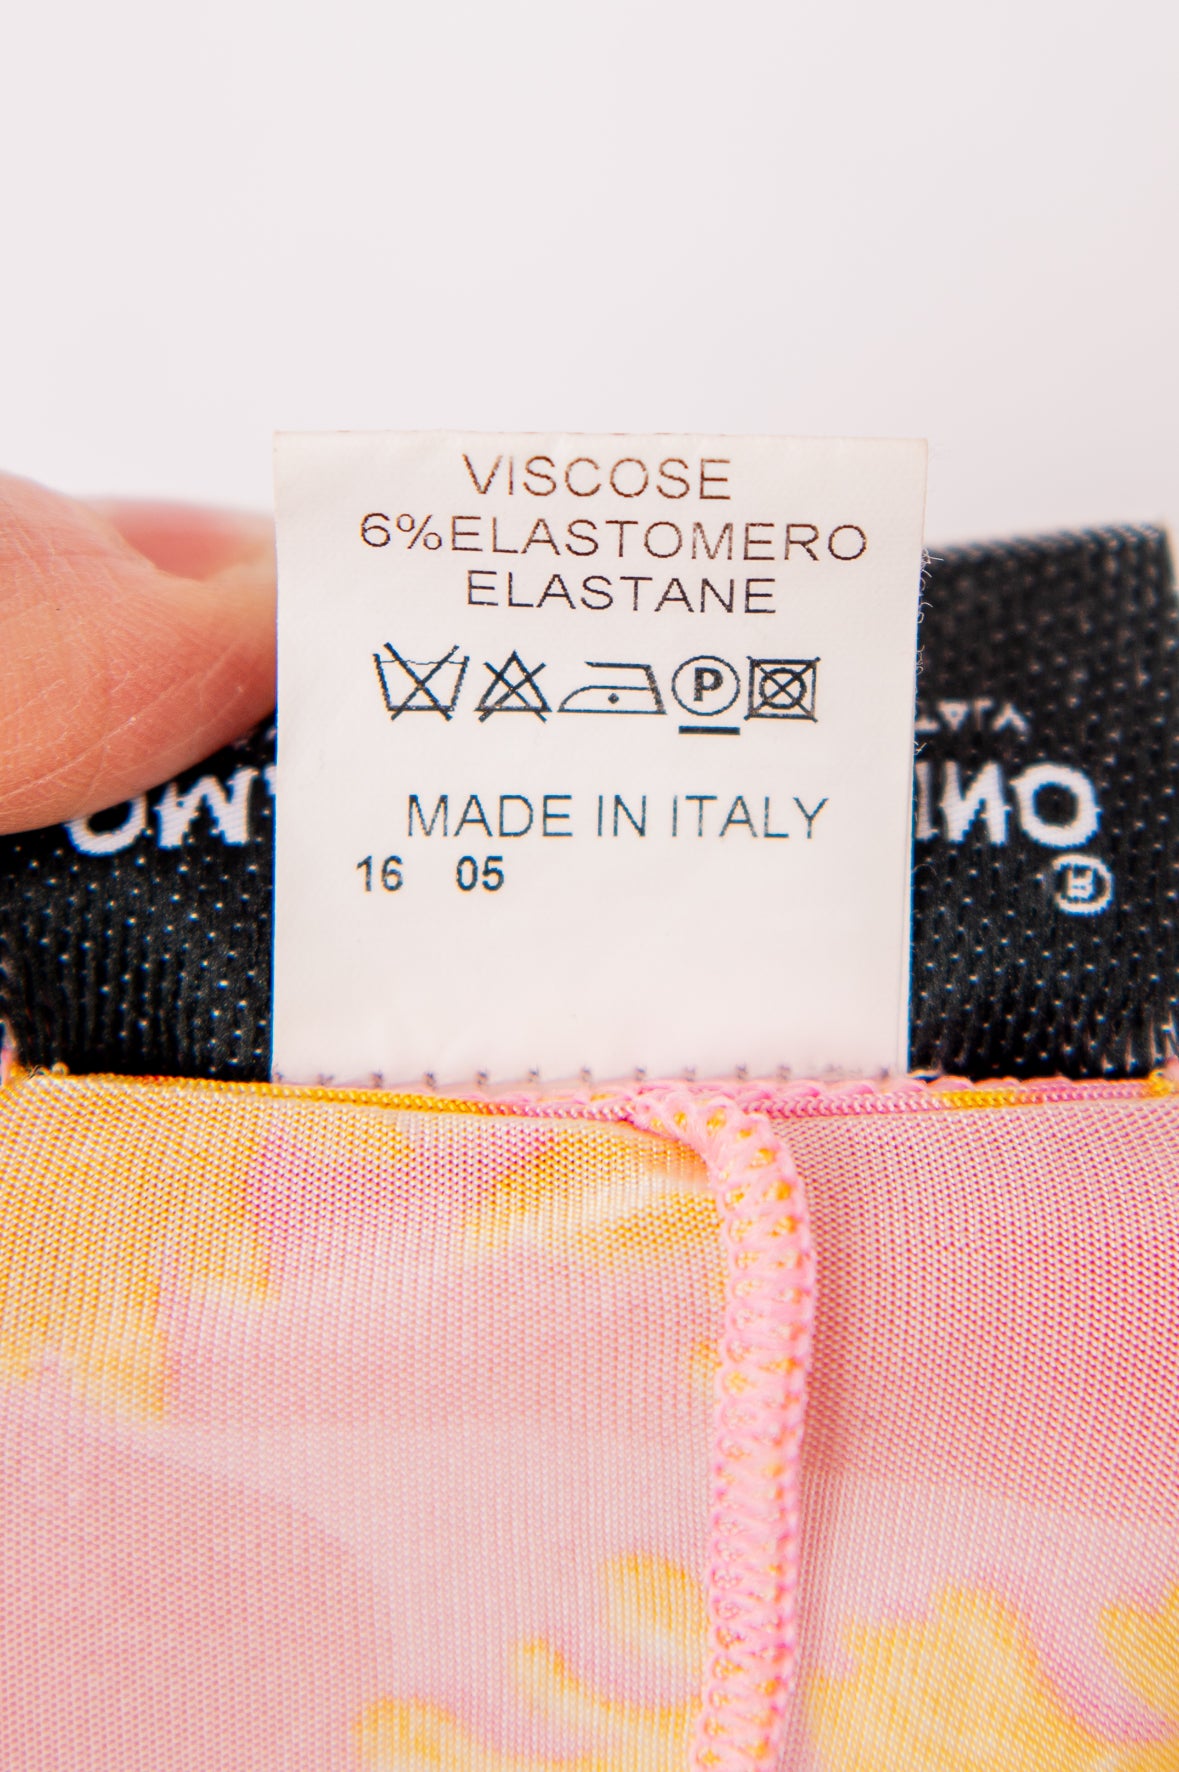 VISCOSE
6%ELASTOMERO
ELASTANE
P
MADE IN ITALY
16 05
®